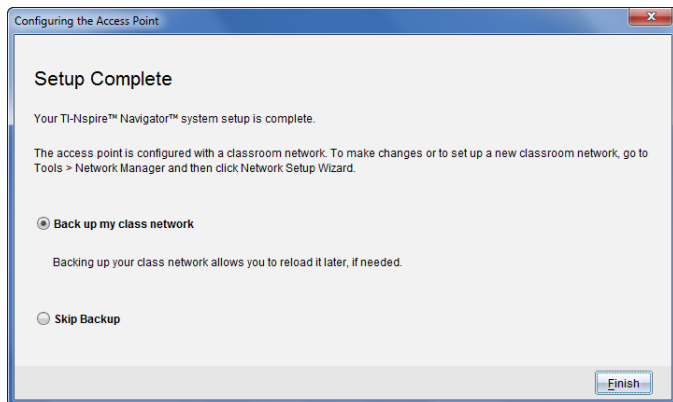 Configuring the Access Point
Setup Complete
Your TI-Nspire™ Navigator™ system setup is complete.
The access point is configured with a classroom network. To make changes or to set up a new classroom network, go to
Tools > Network Manager and then click Network Setup Wizard.
Back up my class network
Backing up your class network allows you to reload it later, if needed.
Skip Backup
Finish